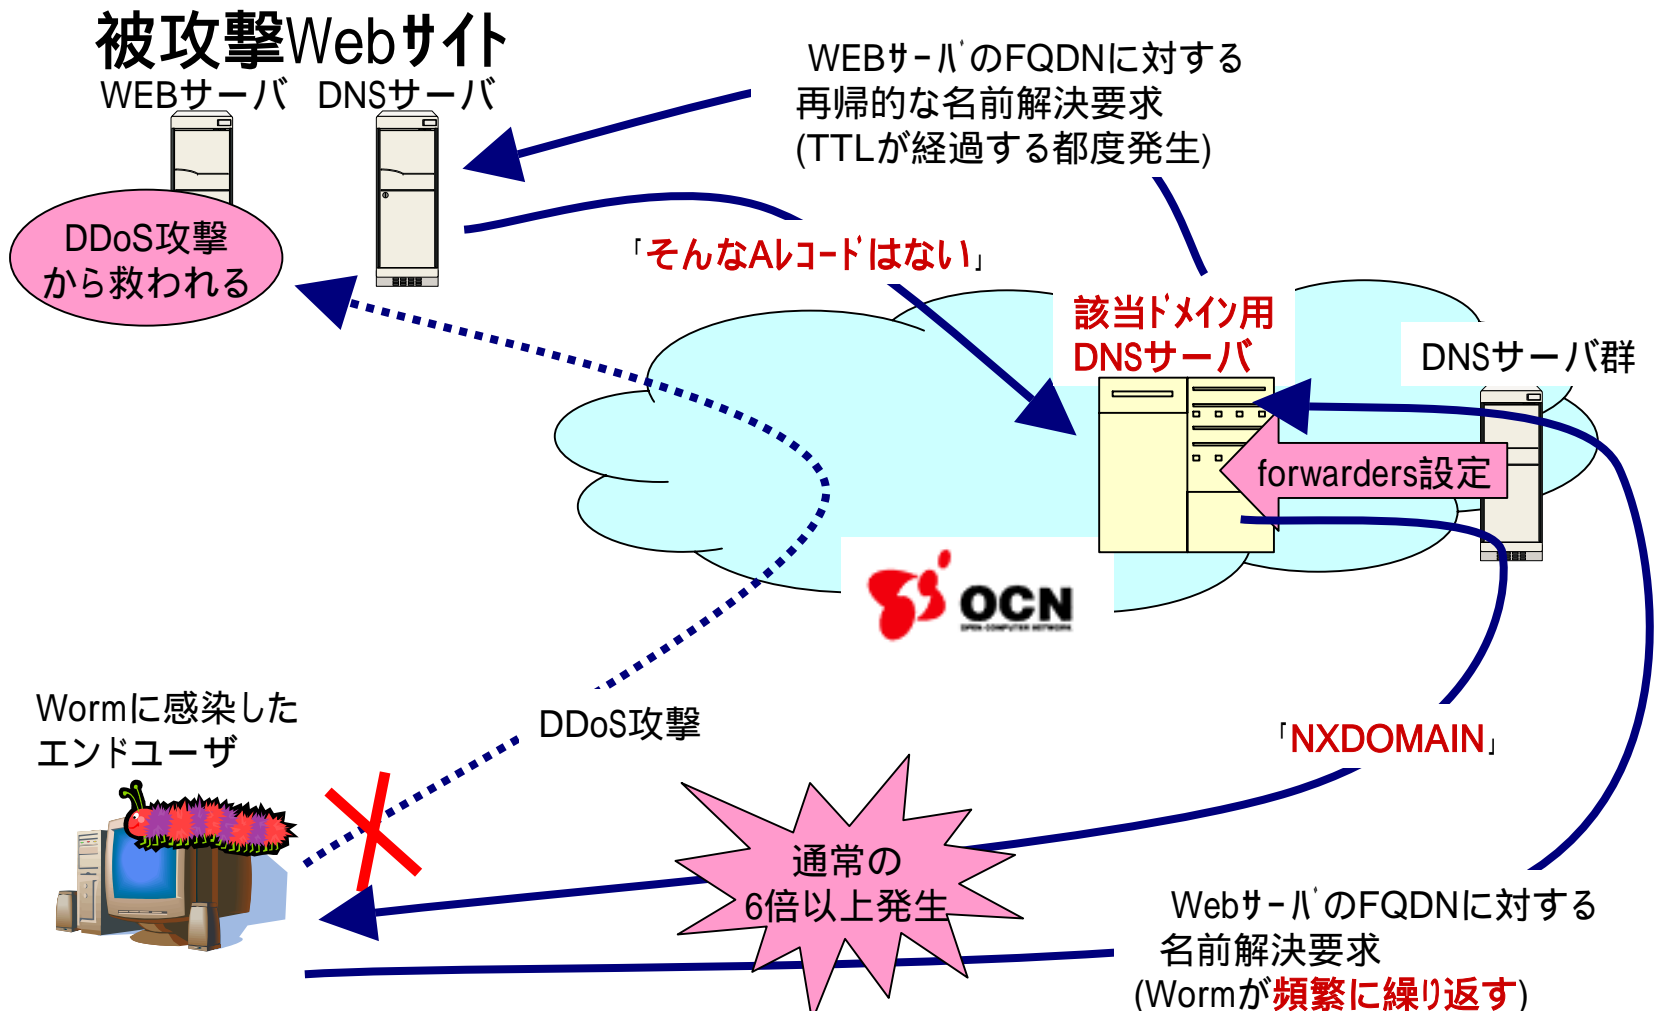 被攻撃Webサイト
WEBサーバ DNSサーバ
WEBサーバのFQDNに対する
再帰的な名前解決要求
(TTLが経過する都度発生)
DDoS攻撃
から救われる
「そんなAレコードはない」
該当ドメイン用
DNSサーバ
DNSサーバ群
forwarders設定
OCN
OPEN COMPUTER NETWORK
Wormに感染した
エンドユーザ
DDoS攻撃
「NXDOMAIN」
通常の
6倍以上発生
Webサーバのの FQDNに対する
名前解決要求
(Wormが頻繁に繰り返す)